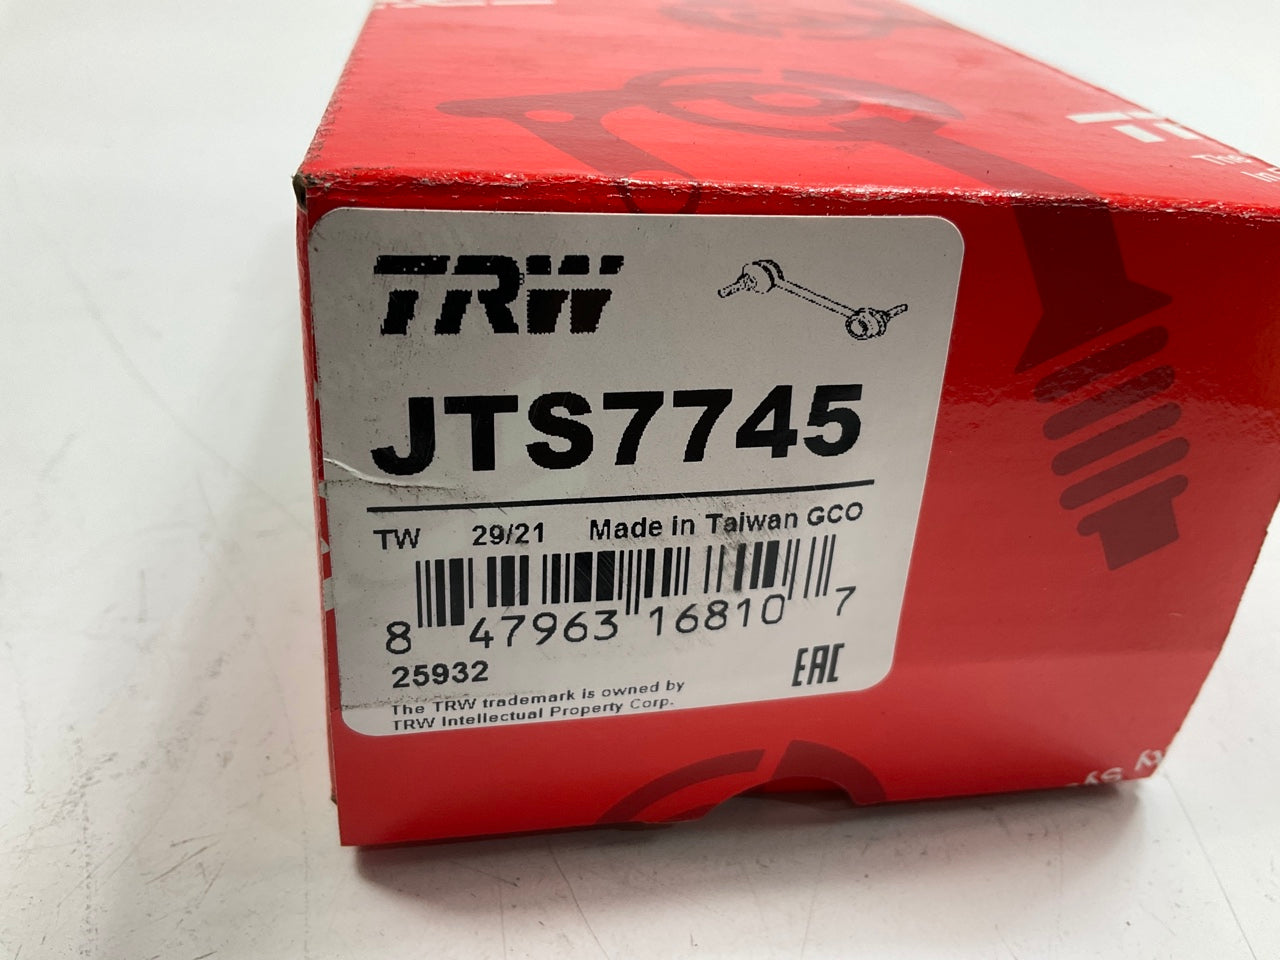 The
TRW
JTS7745
TW 29/21 Made in Taiwan GCO
8 47963 16810 7
25932
EAC
The TRW trademark is owned by
TRW Intellectual Property Corp.